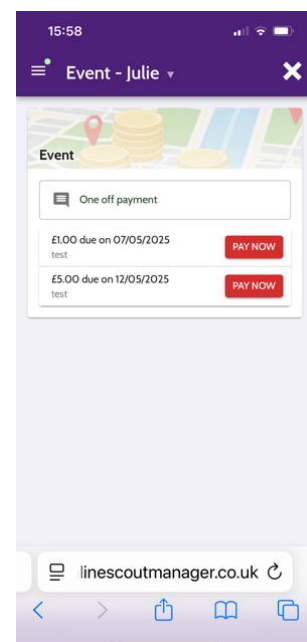 15:58
Event - Julie
Event
One off payment
£1.00 due on 07/05/2025
test
PAY NOW
£5.00 due on 12/05/2025
test
PAY NOW
linescoutmanager.co.uk